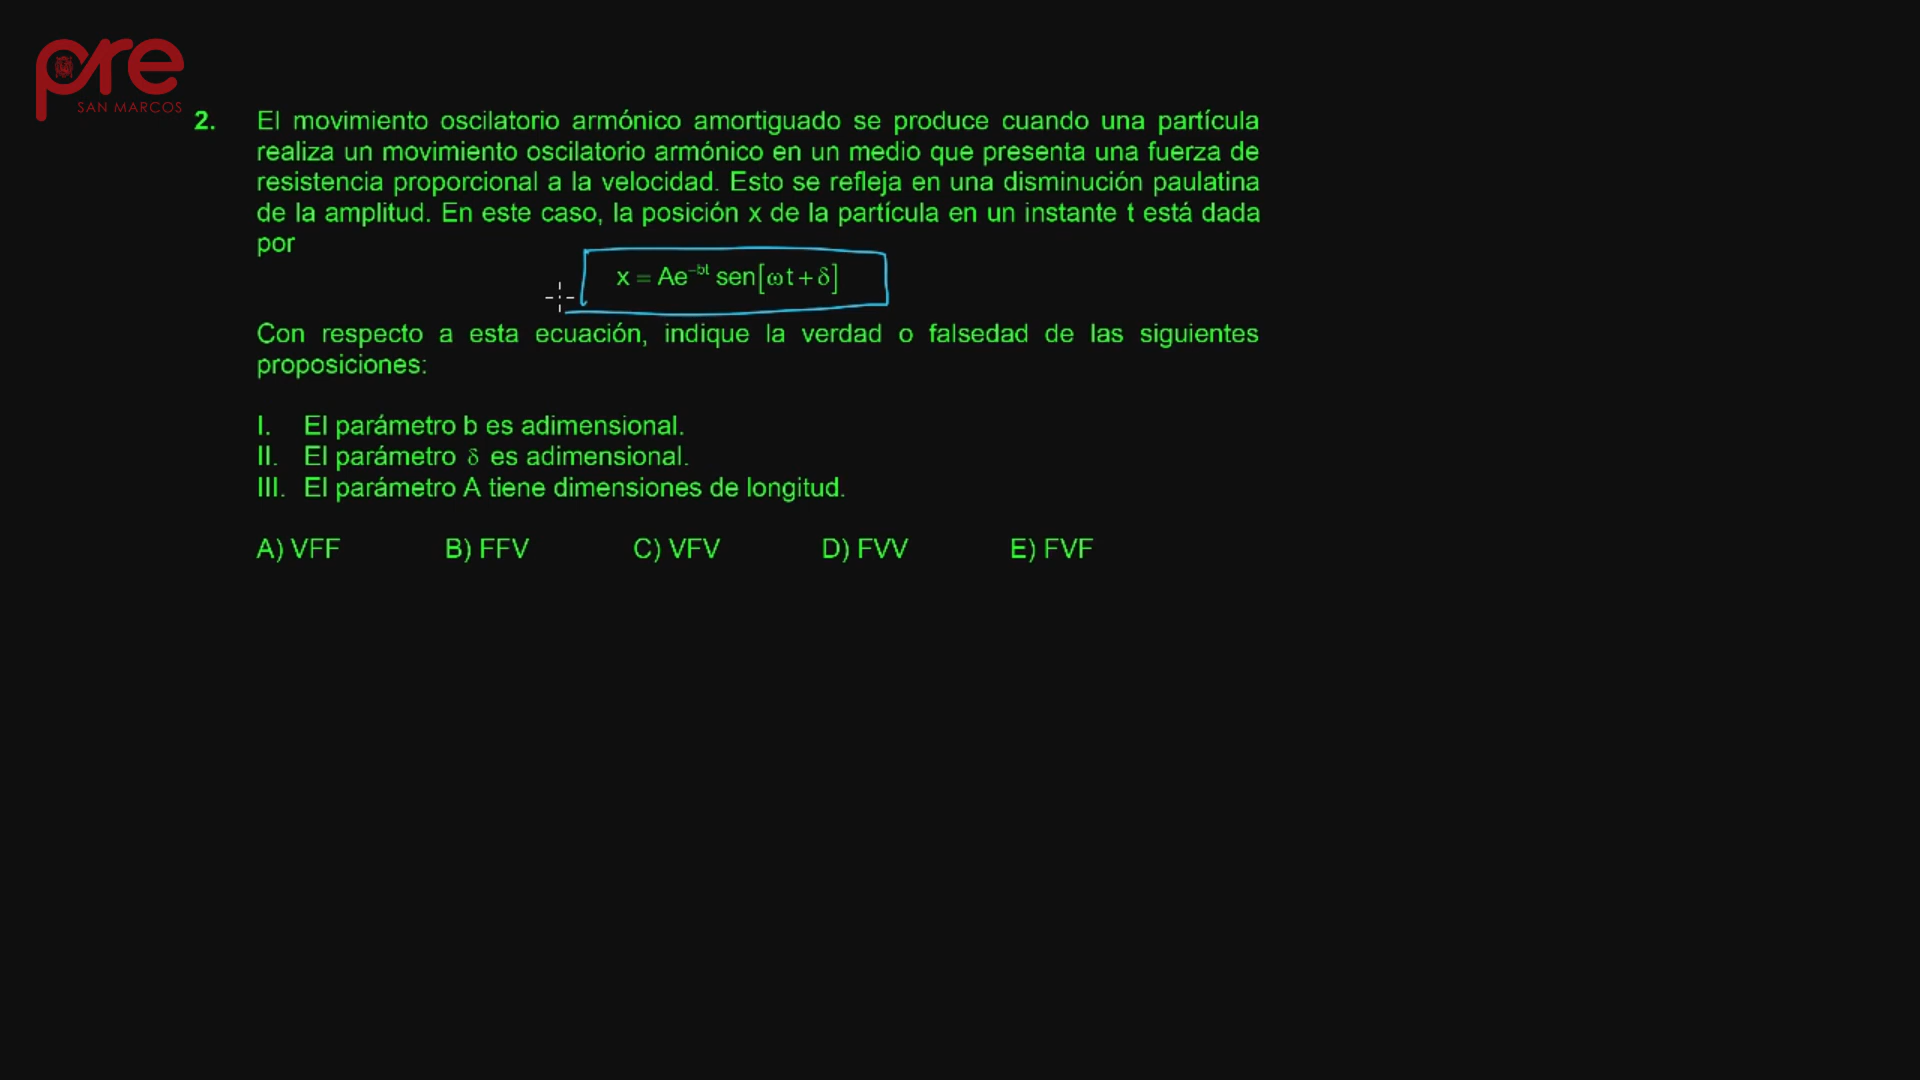 pre
SAN MARCOS
2. El movimiento oscilatorio armónico amortiguado se produce cuando una partícula
realiza un movimiento oscilatorio armónico en un medio que presenta una fuerza de
resistencia proporcional a la velocidad. Esto se refleja en una disminución paulatina
de la amplitud. En este caso, la posición x de la partícula en un instante t está dada
por
x = Ae^{-bt} sen[ωt + δ]
Con respecto a esta ecuación, indique la verdad o falsedad de las siguientes
proposiciones:
I. El parámetro b es adimensional.
II. El parámetro δ es adimensional.
III. El parámetro A tiene dimensiones de longitud.
A) VFF B) FFV C) VFV D) FVV E) FVF